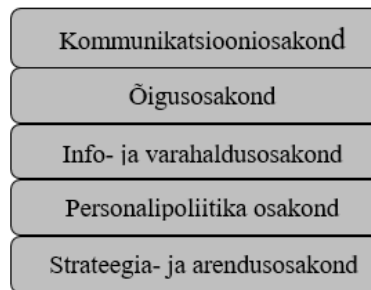 Kommunikatsiooniosakond
Õigusosakond
Info- ja varahaldusosakond
Personalipoliitika osakond
Strateegia- ja arendusosakond